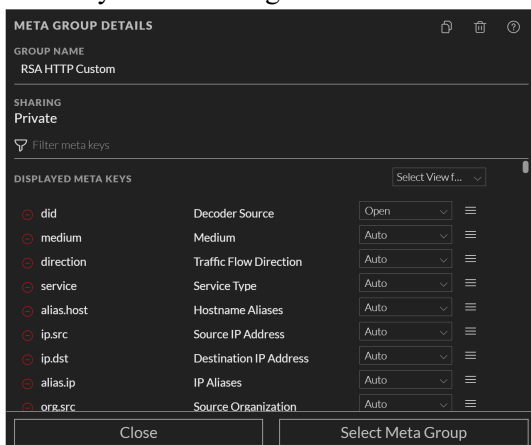 META GROUP DETAILS
GROUP NAME
RSA HTTP Custom
SHARING
Private
Filter meta keys
DISPLAYED META KEYS Select View f...
did Decoder Source Open
medium Medium Auto
direction Traffic Flow Direction Auto
service Service Type Auto
alias.host Hostname Aliases Auto
ip.src Source IP Address Auto
ip.dst Destination IP Address Auto
alias.ip IP Aliases Auto
org.src Source Organization Auto
Close Select Meta Group